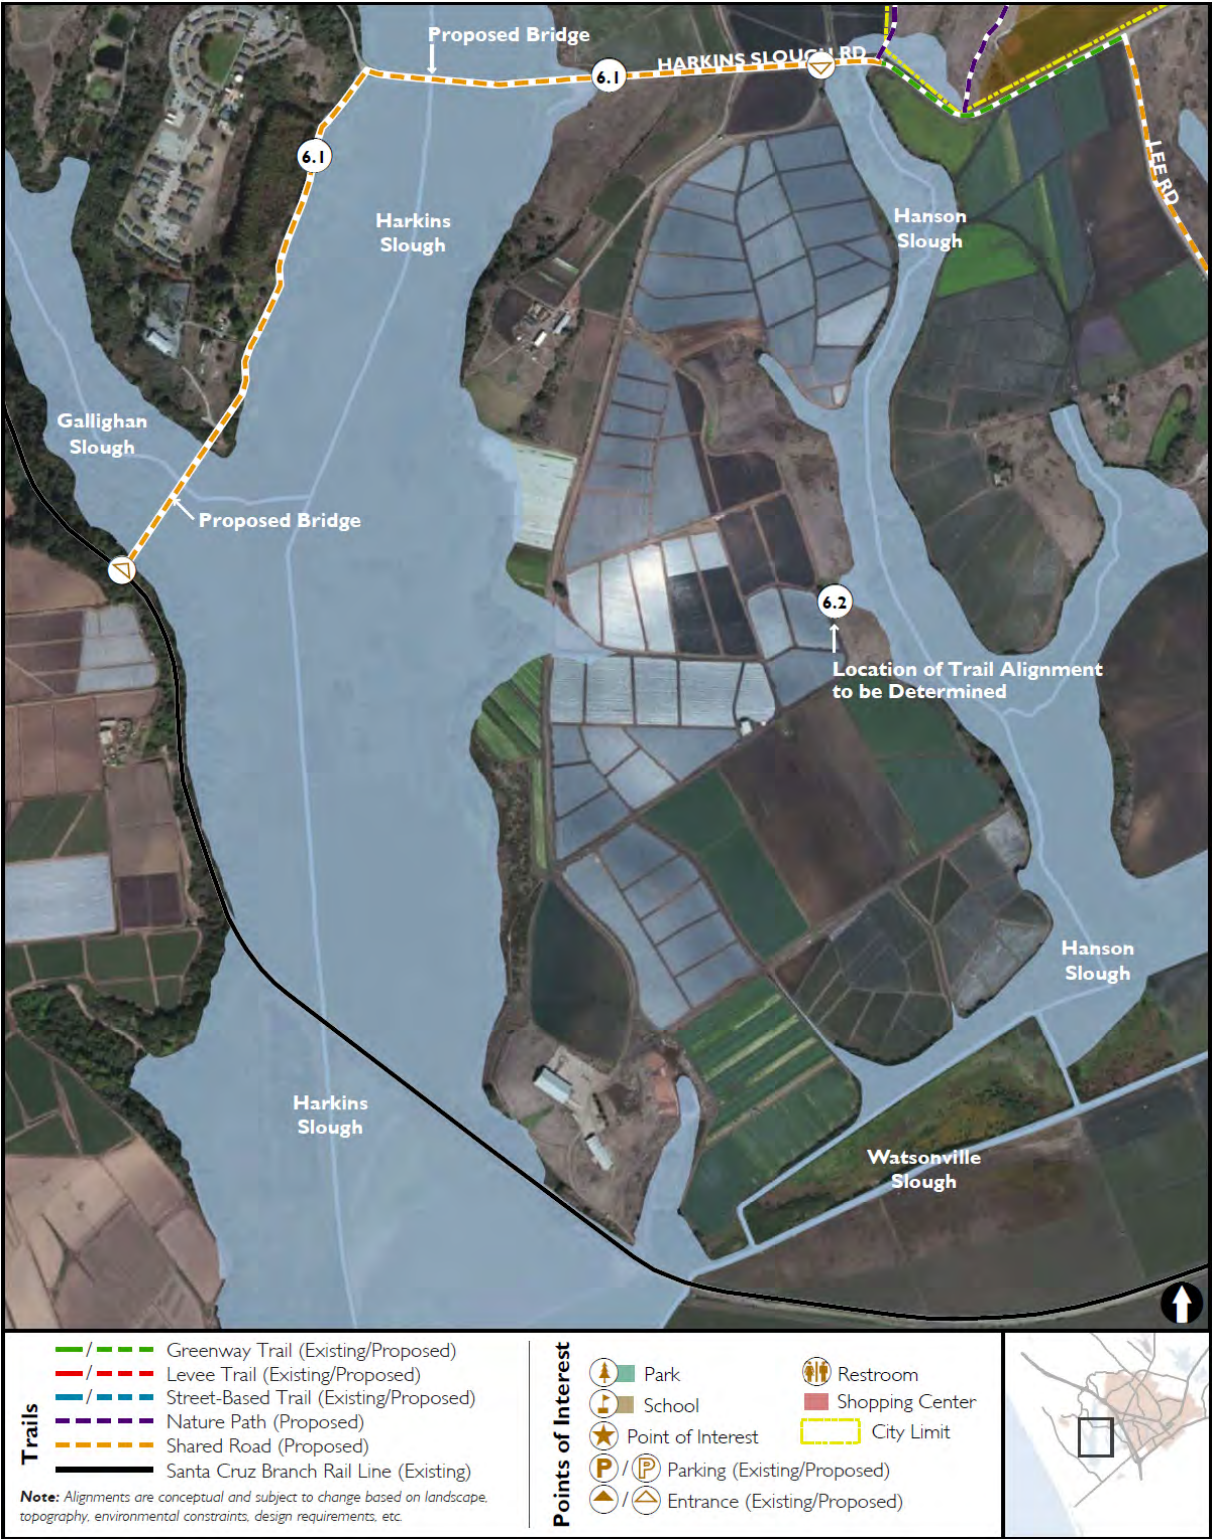 Proposed Bridge
HARKINS SLOUGH RD
6.1
6.1
LEE RD
Harkins
Slough
Hanson
Slough
Gallighan
Slough
Proposed Bridge
6.2
Location of Trail Alignment
to be Determined
Hanson
Slough
Harkins
Slough
Watsonville
Slough
Trails
/ Greenway Trail (Existing/Proposed)
/ Levee Trail (Existing/Proposed)
/ Street-Based Trail (Existing/Proposed)
Nature Path (Proposed)
Shared Road (Proposed)
Santa Cruz Branch Rail Line (Existing)
Note: Alignments are conceptual and subject to change based on landscape,
topography, environmental constraints, design requirements, etc.
Points of Interest
Park
School
Point of Interest
P / P Parking (Existing/Proposed)
/ Entrance (Existing/Proposed)
Restroom
Shopping Center
City Limit